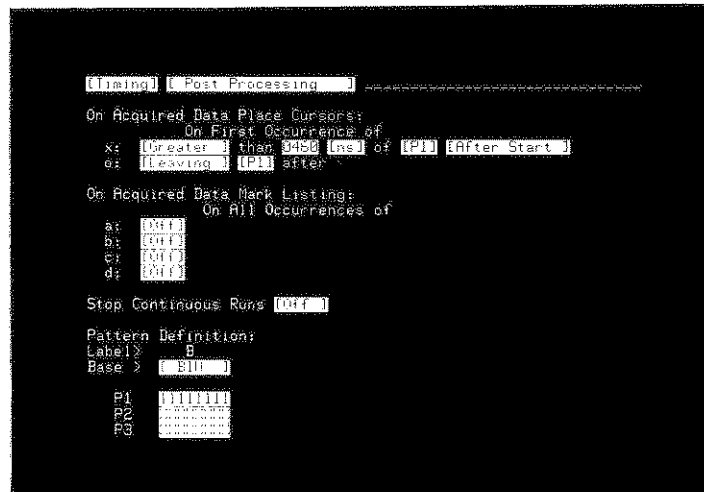 [Timing] [ Post Processing ]
On Acquired Data Place Cursors:
On First Occurrence of
x: [Greater ] than 0460 [ns] of [P1] [After Start ]
o: [Leaving ] [P1] after
On Acquired Data Mark Listing:
On All Occurrences of
a: [Off]
b: [Off]
c: [Off]
d: [Off]
Stop Continuous Runs [Off ]
Pattern Definition:
Label> B
Base > [ BIN ]
P1 11111111
P2
P3